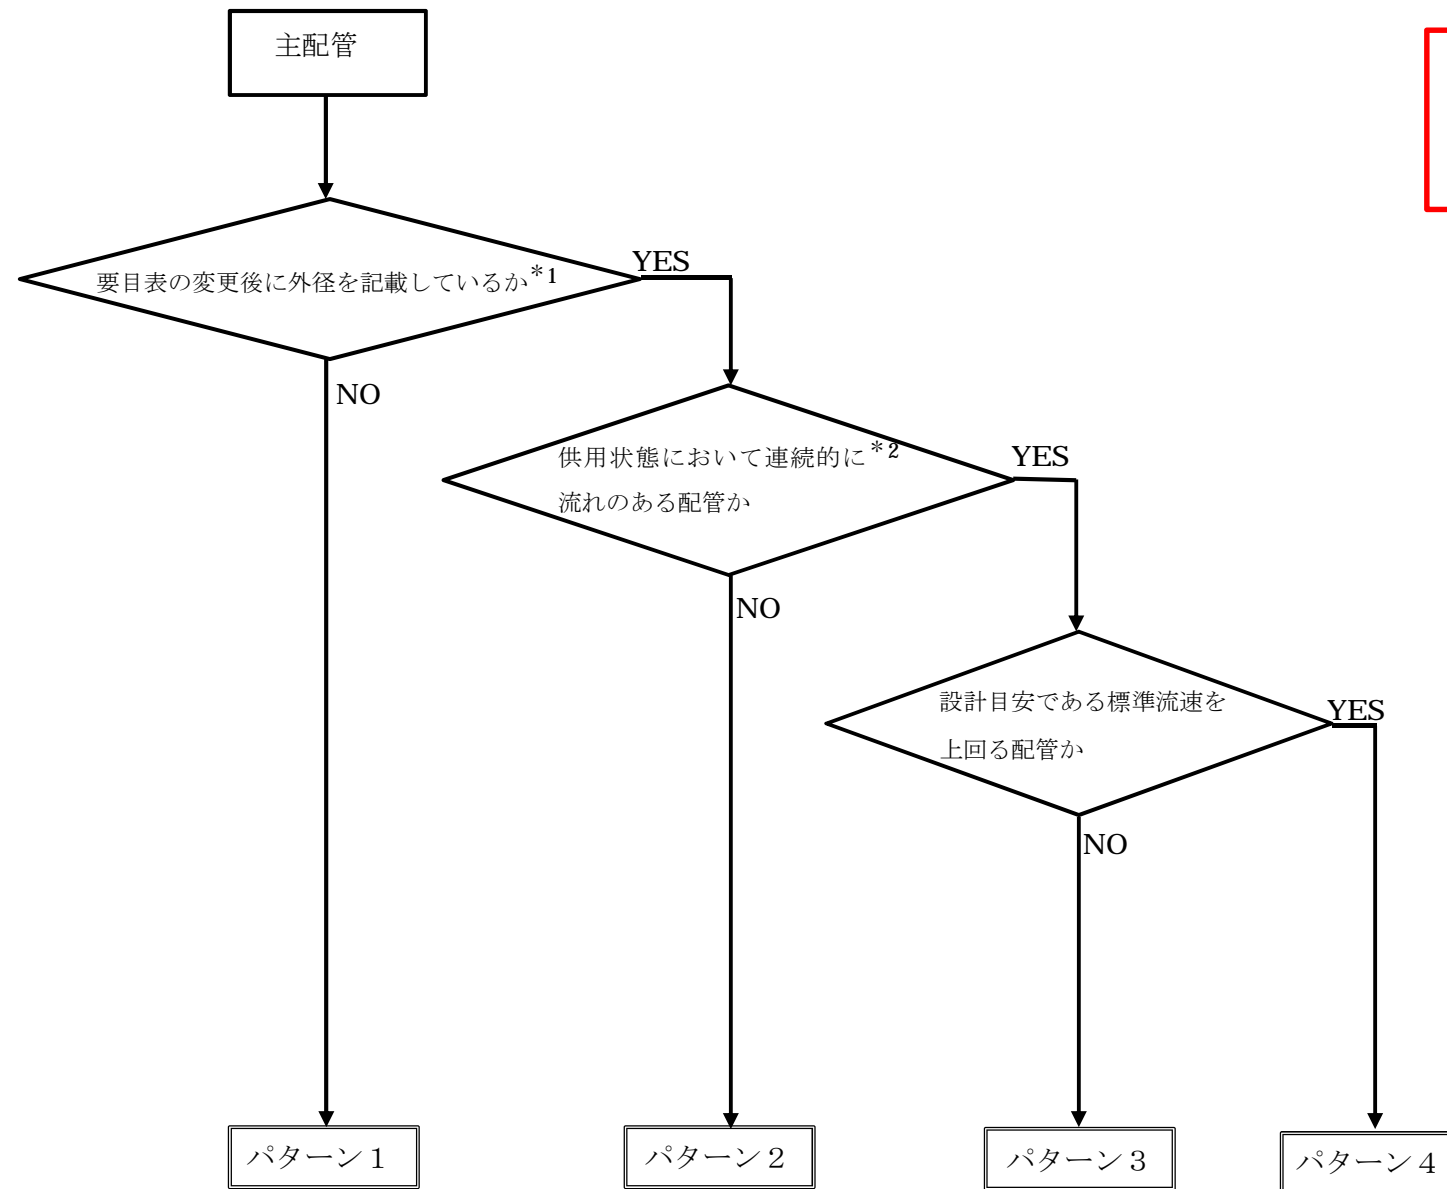 主配管
要目表の変更後に外径を記載しているか*1
YES
NO
供用状態において連続的に*2
流れのある配管か
YES
NO
設計目安である標準流速を
上回る配管か
YES
NO
パターン１
パターン２
パターン３
パターン４